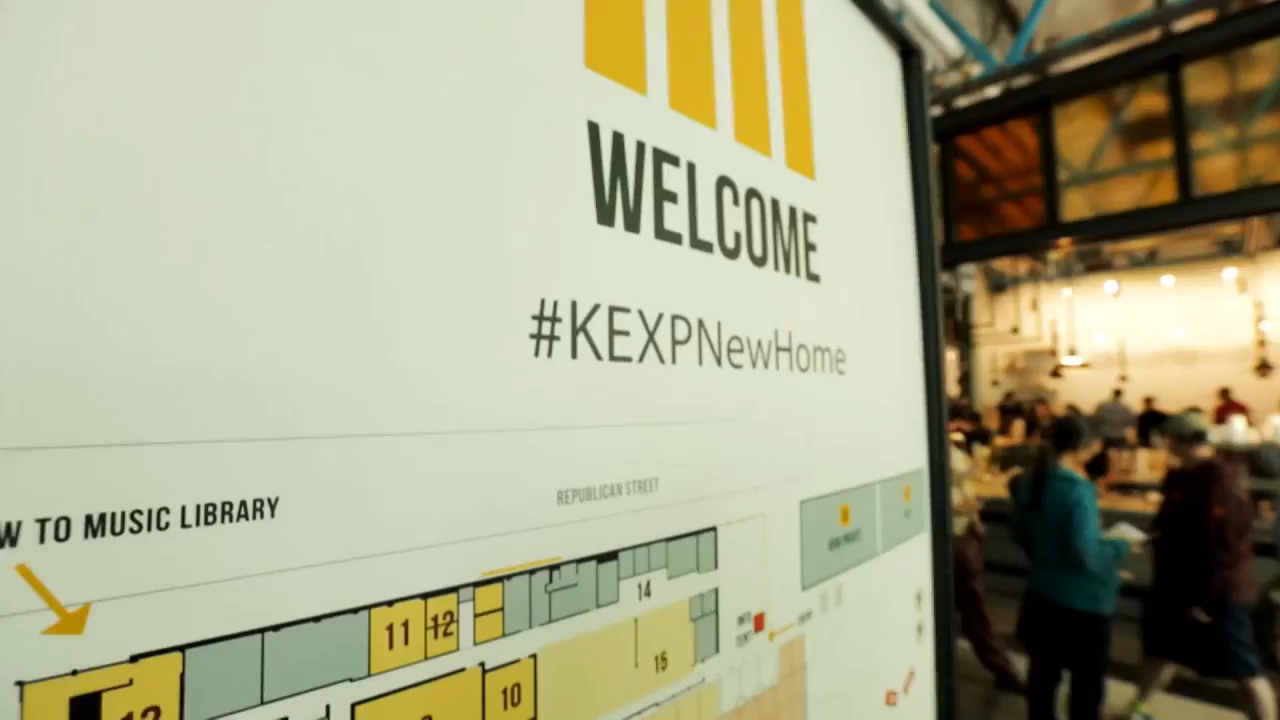 WELCOME
#KEXPNewHome
W TO MUSIC LIBRARY
REPUBLICAN STREET
14
11
12
15
10